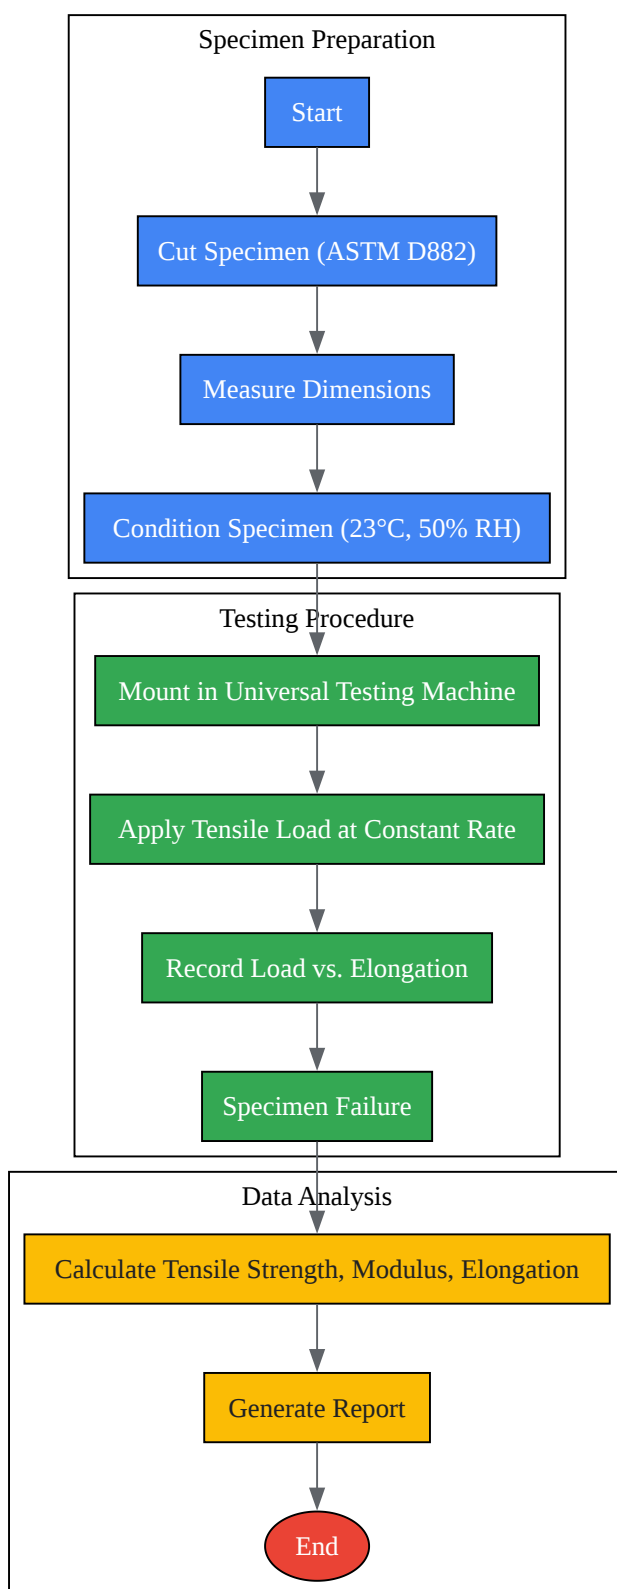 Specimen Preparation
Start
Cut Specimen (ASTM D882)
Measure Dimensions
Condition Specimen (23°C, 50% RH)
Testing Procedure
Mount in Universal Testing Machine
Apply Tensile Load at Constant Rate
Record Load vs. Elongation
Specimen Failure
Data Analysis
Calculate Tensile Strength, Modulus, Elongation
Generate Report
End